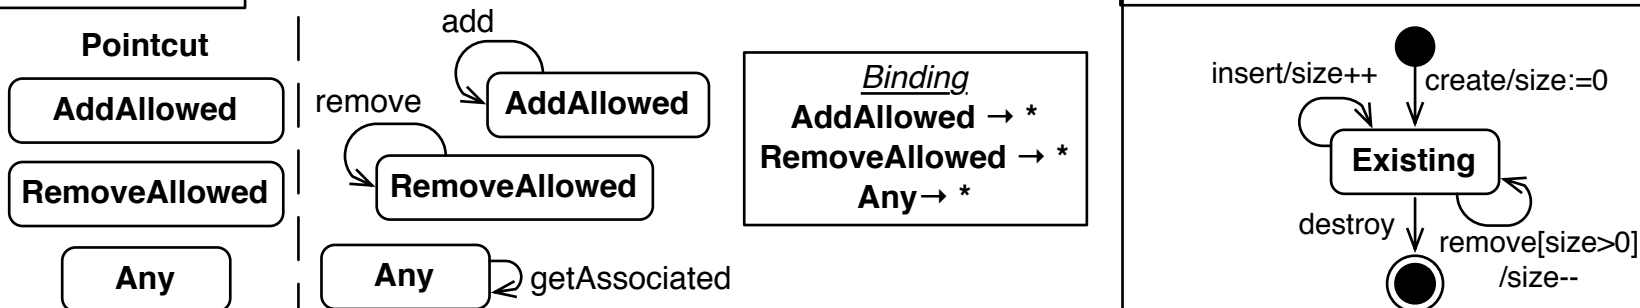 Pointcut
AddAllowed
RemoveAllowed
Any
add
AddAllowed
remove
RemoveAllowed
Any
getAssociated
Binding
AddAllowed → *
RemoveAllowed → *
Any→ *
insert/size++
create/size:=0
Existing
destroy
remove[size>0]
/size--